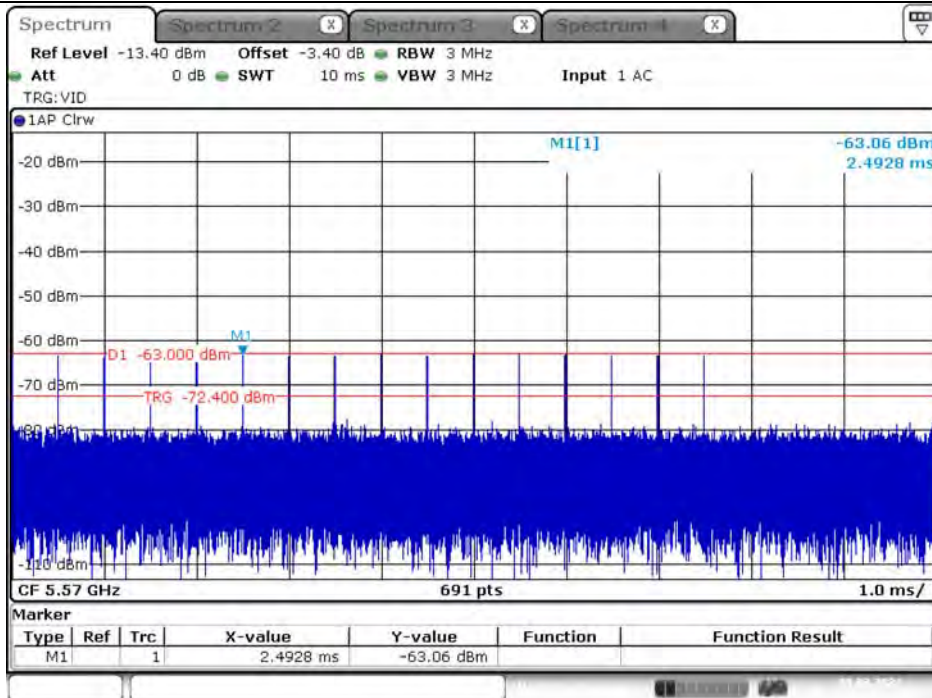 Spectrum Spectrum 2 X Spectrum 3 X Spectrum 4 X
Ref Level -13.40 dBm Offset -3.40 dB RBW 3 MHz
Att 0 dB SWT 10 ms VBW 3 MHz Input 1 AC
TRG:VID
1AP Clrw
M1[1] -63.06 dBm
2.4928 ms
-20 dBm
-30 dBm
-40 dBm
-50 dBm
-60 dBm
M1
D1 -63.000 dBm
-70 dBm
TRG -72.400 dBm
-80 dBm
-110 dBm
CF 5.57 GHz 691 pts 1.0 ms/
Marker
Type Ref Trc X-value Y-value Function Function Result
M1 1 2.4928 ms -63.06 dBm